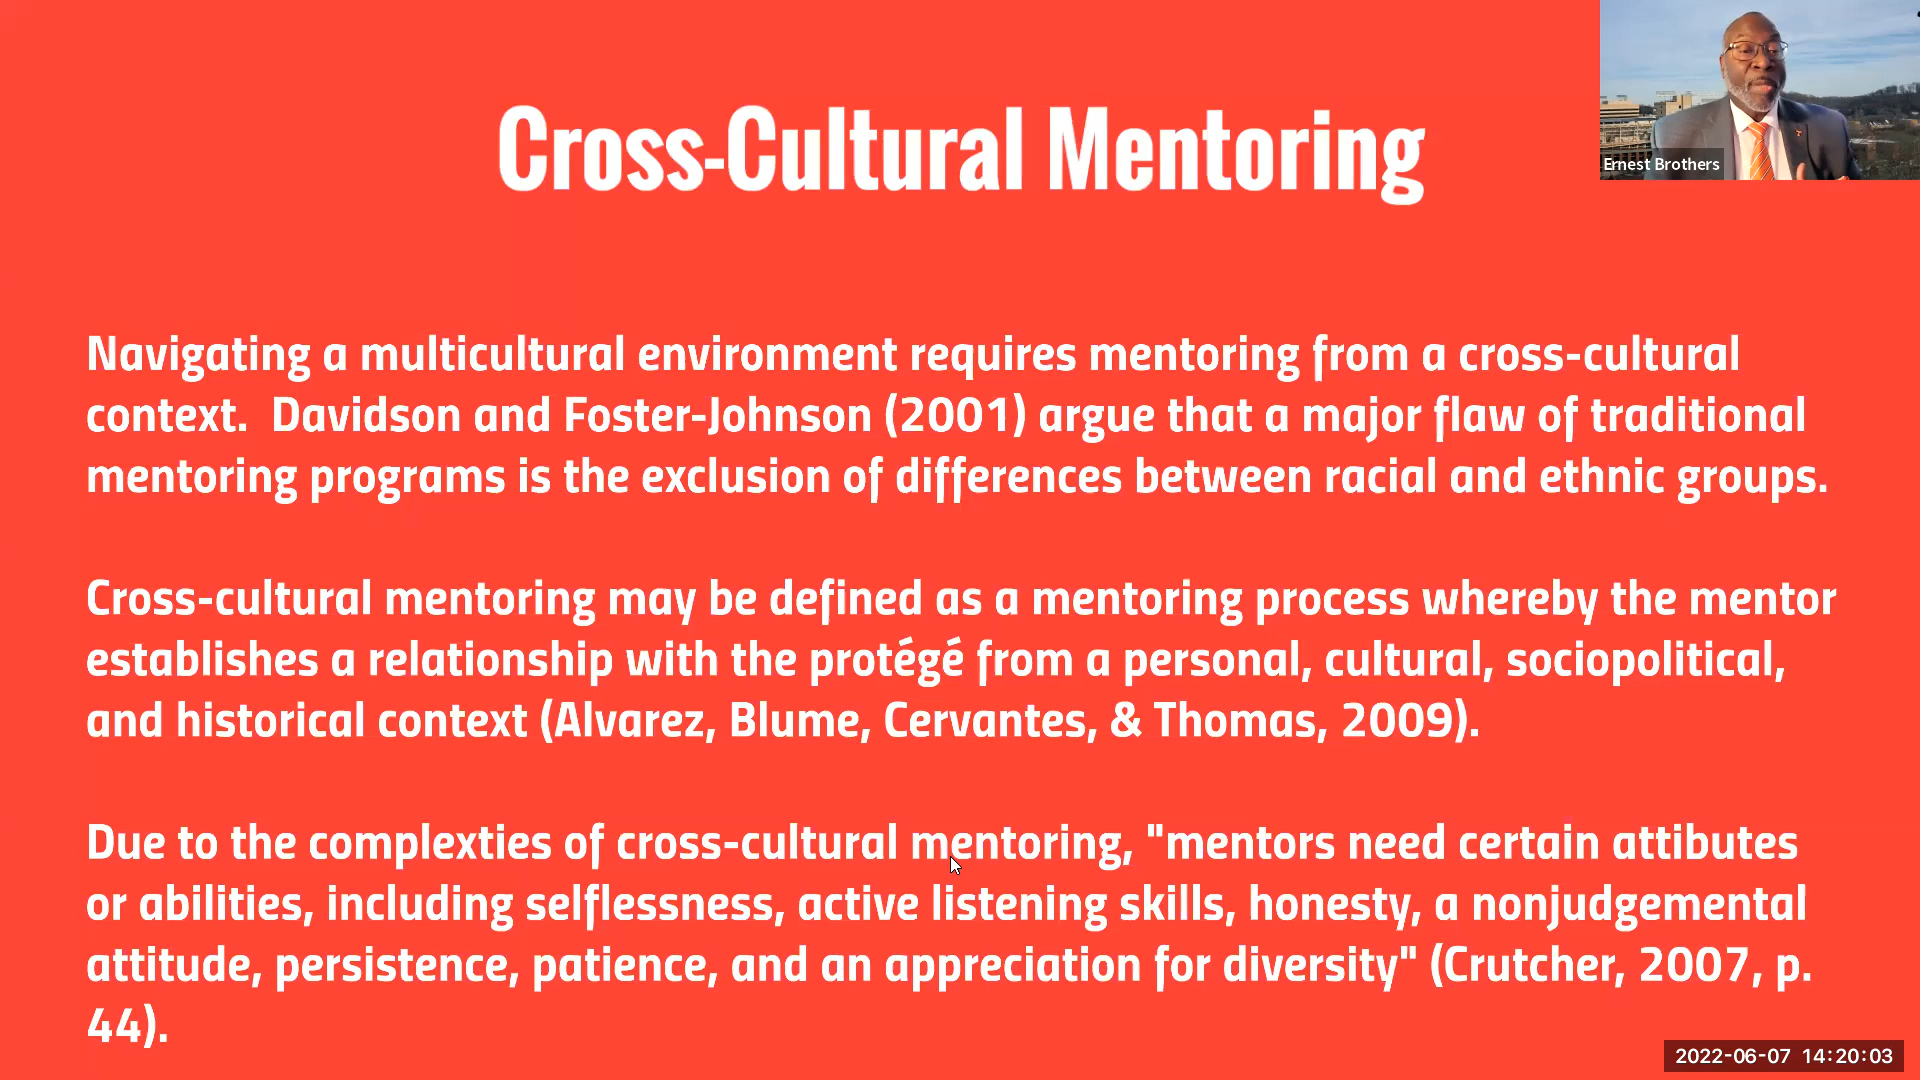 Cross-Cultural Mentoring
Ernest Brothers
Navigating a multicultural environment requires mentoring from a cross-cultural
context.  Davidson and Foster-Johnson (2001) argue that a major flaw of traditional
mentoring programs is the exclusion of differences between racial and ethnic groups.
Cross-cultural mentoring may be defined as a mentoring process whereby the mentor
establishes a relationship with the protégé from a personal, cultural, sociopolitical,
and historical context (Alvarez, Blume, Cervantes, & Thomas, 2009).
Due to the complexties of cross-cultural mentoring, "mentors need certain attibutes
or abilities, including selflessness, active listening skills, honesty, a nonjudgemental
attitude, persistence, patience, and an appreciation for diversity" (Crutcher, 2007, p.
44).
2022-06-07 14:20:03